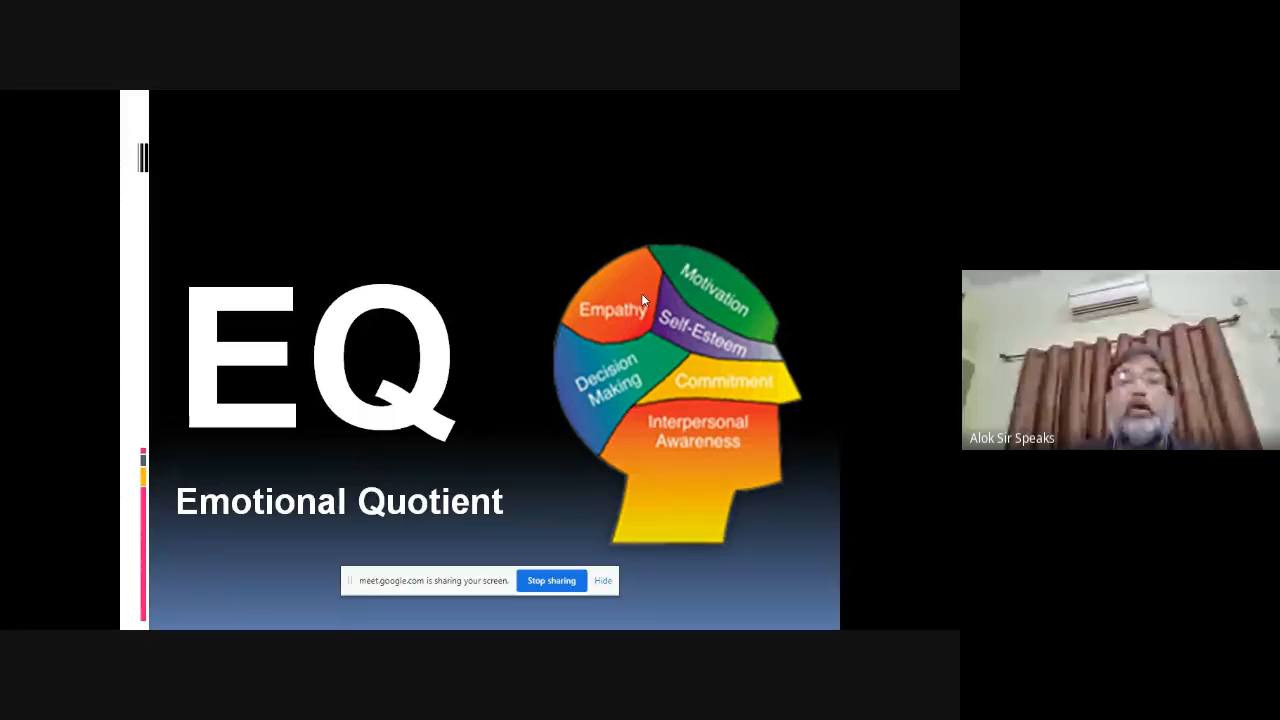 EQ
Emotional Quotient
Motivation
Empathy
Self-Esteem
Decision
Making
Commitment
Interpersonal
Awareness
meet.google.com is sharing your screen.
Stop sharing
Hide
Alok Sir Speaks